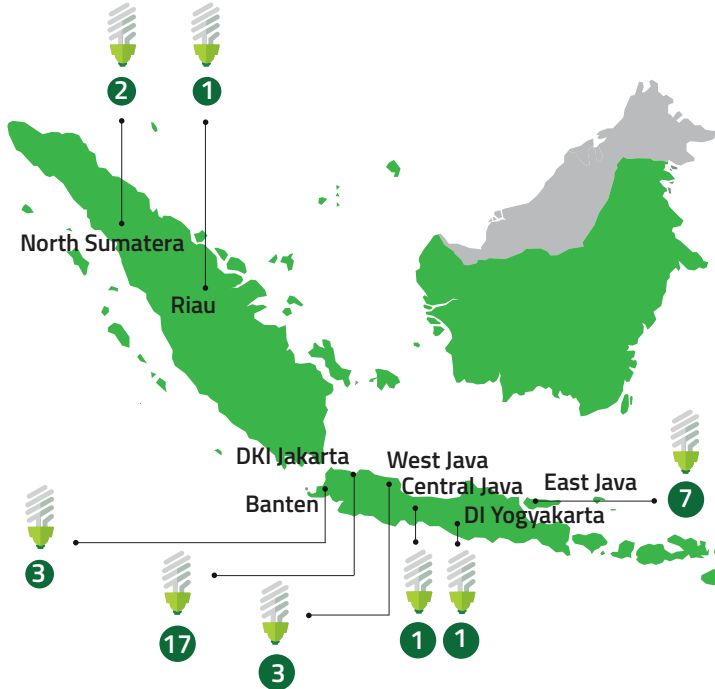 2
1
North Sumatera
Riau
DKI Jakarta
West Java
Central Java
East Java
Banten
DI Yogyakarta
7
3
17
3
1
1